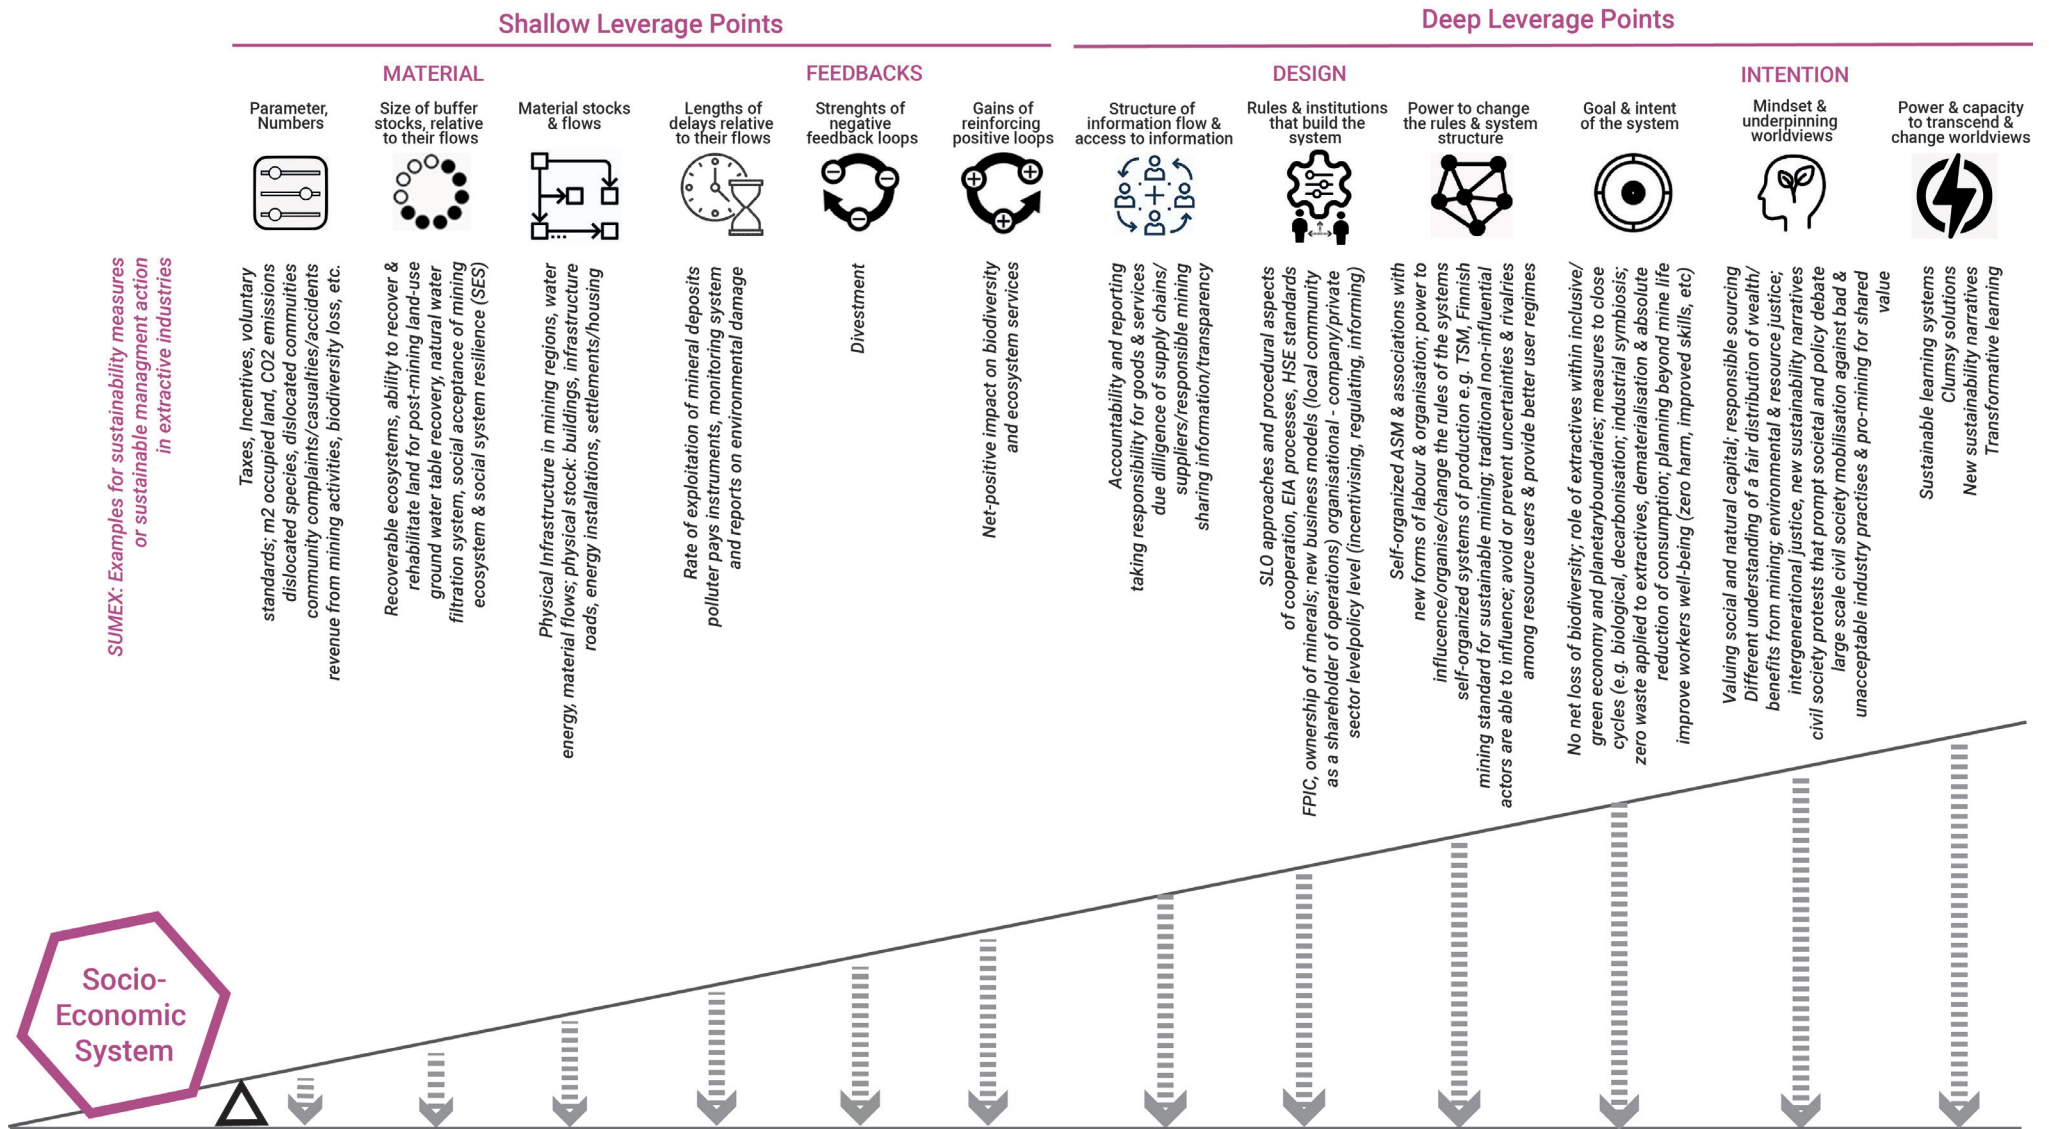 Shallow Leverage Points
Deep Leverage Points
MATERIAL
FEEDBACKS
DESIGN
INTENTION
Parameter,
Numbers
Size of buffer
stocks, relative
to their flows
Material stocks
& flows
Lengths of
delays relative
to their flows
Strenghts of
negative
feedback loops
Gains of
reinforcing
positive loops
Structure of
information flow &
access to information
Rules & institutions
that build the
system
Power to change
the rules & system
structure
Goal & intent
of the system
Mindset &
underpinning
worldviews
Power & capacity
to transcend &
change worldviews
SUMEX: Examples for sustainability measures
or sustainable managment action
in extractive industries
Taxes, Incentives, voluntary
standards; m2 occupied land, CO2 emissions
dislocated species, dislocated commuities
community complaints/casualties/accidents
revenue from mining activities, biodiversity loss, etc.
Recoverable ecosystems, ability to recover &
rehabilitate land for post-mining land-use
ground water table recovery, natural water
filtration system, social acceptance of mining
ecosystem & social system resilience (SES)
Physical Infrastructure in mining regions, water
energy, material flows; physical stock: buildings, infrastructure
roads, energy installations, settlements/housing
Rate of exploitation of mineral deposits
polluter pays instruments, monitoring system
and reports on environmental damage
Divestment
Net-positive impact on biodiversity
and ecosystem services
Accountability and reporting
taking responsibility for goods & services
due dilligence of supply chains/
suppliers/responsible mining
sharing information/transparency
SLO approaches and procedural aspects
of cooperation, EIA processes, HSE standards
FPIC, ownership of minerals; new business models (local community
as a shareholder of operations) organisational - company/private
sector levelpolicy level (incentivising, regulating, informing)
Self-organized ASM & associations with
new forms of labour & organisation; power to
influcence/organise/change the rules of the systems
self-organized systems of production e.g. TSM, Finnish
mining standard for sustainable mining; traditional non-influential
actors are able to influence; avoid or prevent uncertainties & rivalries
among resource users & provide better user regimes
No net loss of biodiversity; role of extractives within inclusive/
green economy and planetaryboundaries; measures to close
cycles (e.g. biological, decarbonisation; industrial symbiosis;
zero waste applied to extractives, dematerialisation & absolute
reduction of consumption; planning beyond mine life
improve workers well-being (zero harm, improved skills, etc)
Valuing social and natural capital; responsible sourcing
Different understanding of a fair distribution of wealth/
benefits from mining; environmental & resource justice;
intergenerational justice, new sustainability narratives
civil society protests that prompt societal and policy debate
large scale civil society mobilisation against bad &
unacceptable industry practises & pro-mining for shared
value
Sustainable learning systems
Clumsy solutions
New sustainability narratives
Transformative learning
Socio-
Economic
System